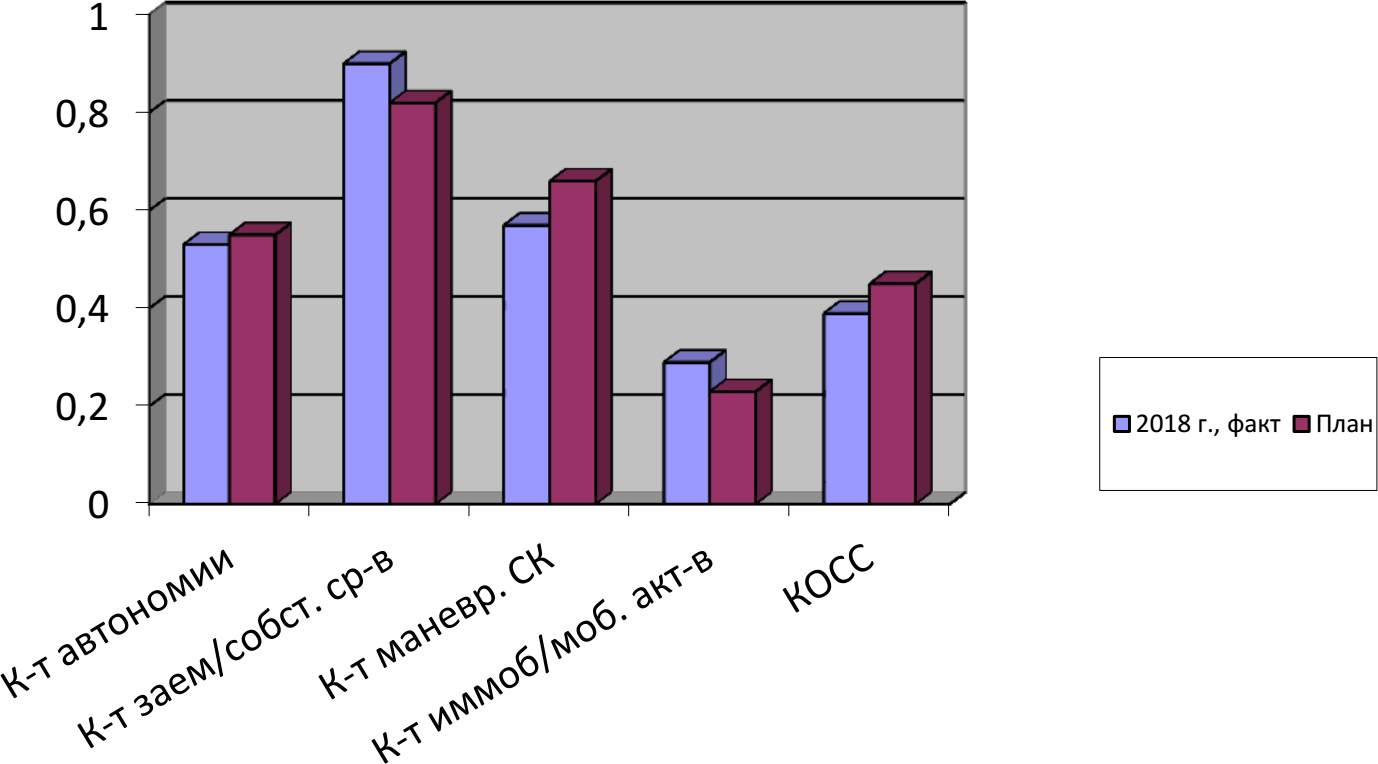 1
0,8
0,6
0,4
0,2
0
К-т автономии
К-т заем/собст. ср-в
К-т маневр. СК
К-т иммоб/моб. акт-в
КОСС
2018 г., факт
План